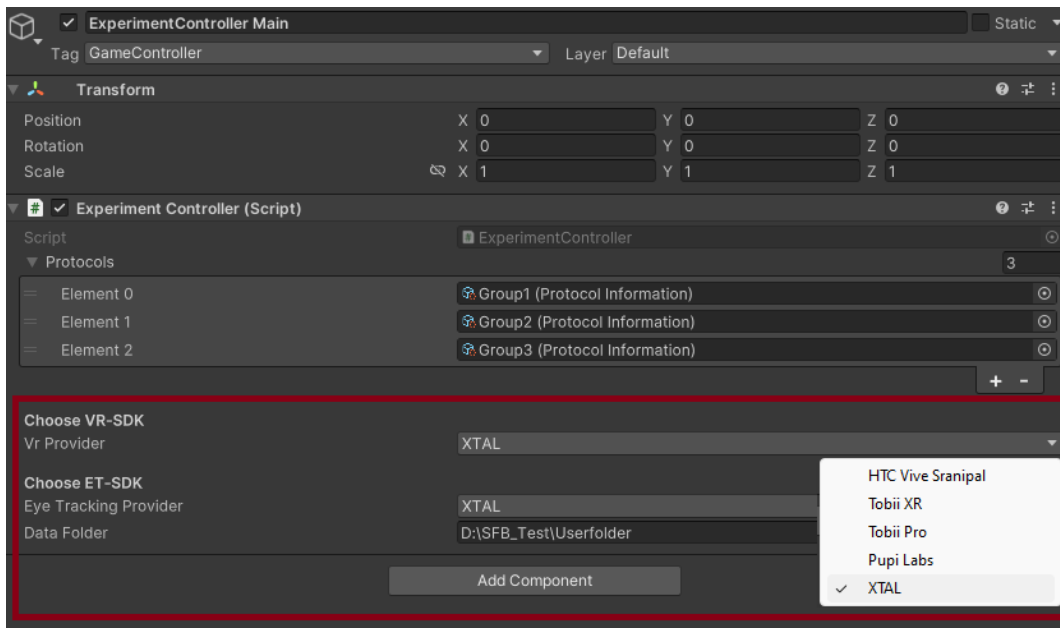 ExperimentController Main Static
Tag GameController Layer Default
Transform
Position X 0 Y 0 Z 0
Rotation X 0 Y 0 Z 0
Scale X 1 Y 1 Z 1
# Experiment Controller (Script)
Script ExperimentController
Protocols 3
Element 0 Group1 (Protocol Information)
Element 1 Group2 (Protocol Information)
Element 2 Group3 (Protocol Information)
+ -
Choose VR-SDK
Vr Provider XTAL
HTC Vive Sranipal
Choose ET-SDK
Eye Tracking Provider XTAL
Tobii XR
Data Folder D:\SFB_Test\Userfolder
Tobii Pro
Pupi Labs
Add Component
XTAL